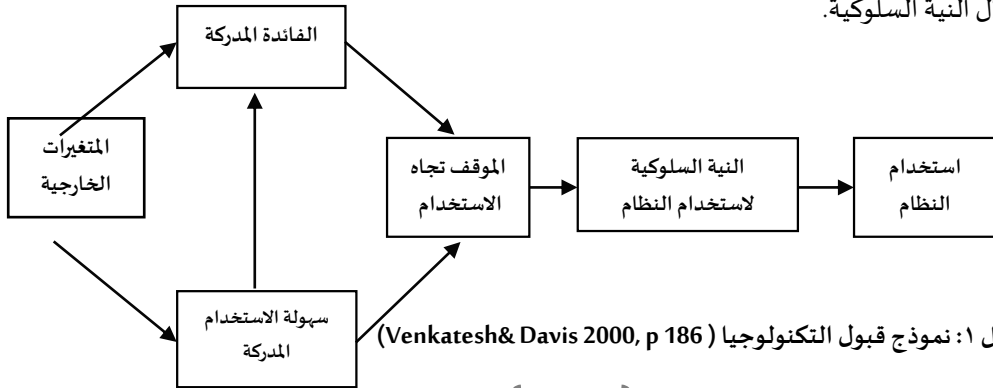 ل النية السلوكية.
الفائدة المدركة
المتغيرات
الخارجية
الموقف تجاه
الاستخدام
النية السلوكية
لاستخدام النظام
استخدام
النظام
سهولة الاستخدام
المدركة
ل ١: نموذج قبول التكنولوجيا (Venkatesh& Davis 2000, p 186 )